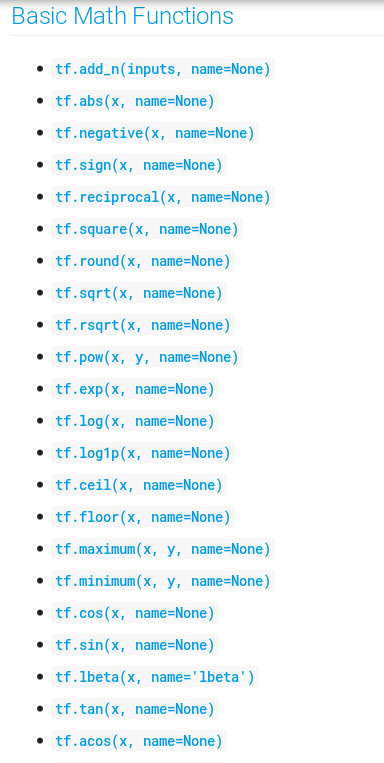 Basic Math Functions
tf.add_n(inputs, name=None)
tf.abs(x, name=None)
tf.negative(x, name=None)
tf.sign(x, name=None)
tf.reciprocal(x, name=None)
tf.square(x, name=None)
tf.round(x, name=None)
tf.sqrt(x, name=None)
tf.rsqrt(x, name=None)
tf.pow(x, y, name=None)
tf.exp(x, name=None)
tf.log(x, name=None)
tf.log1p(x, name=None)
tf.ceil(x, name=None)
tf.floor(x, name=None)
tf.maximum(x, y, name=None)
tf.minimum(x, y, name=None)
tf.cos(x, name=None)
tf.sin(x, name=None)
tf.lbeta(x, name='lbeta')
tf.tan(x, name=None)
tf.acos(x, name=None)